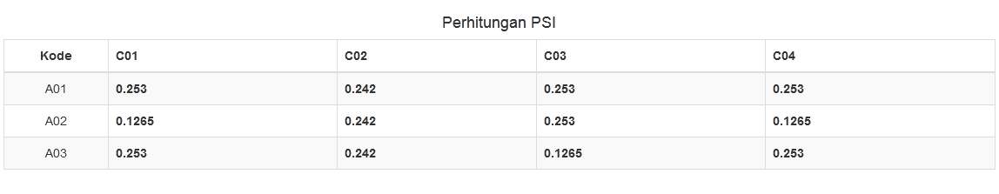 Perhitungan PSI
Kode C01 C02 C03 C04
A01 0.253 0.242 0.253 0.253
A02 0.1265 0.242 0.253 0.1265
A03 0.253 0.242 0.1265 0.253